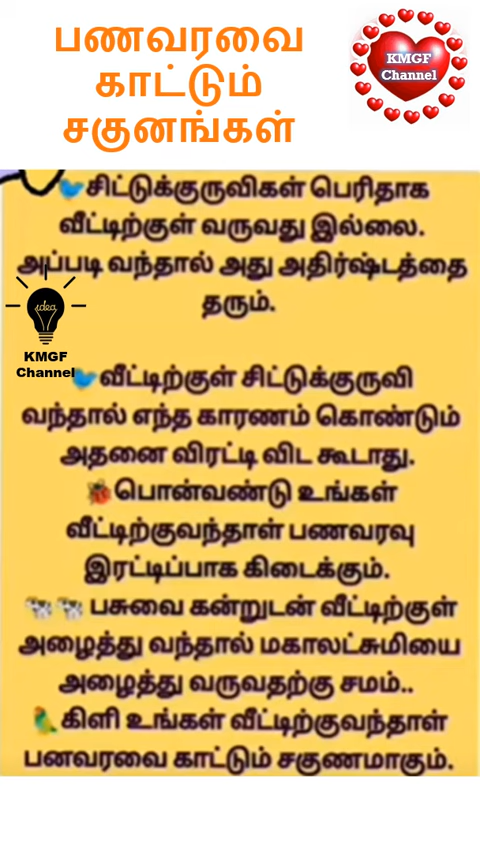 பணவரவை
காட்டும்
சகுனங்கள்
KMGF
Channel
🐦சிட்டுக்குருவிகள் பெரிதாக
வீட்டிற்குள் வருவது இல்லை.
அப்படி வந்தால் அது அதிர்ஷ்டத்தை
தரும்.
idea
KMGF
Channel
🐦வீட்டிற்குள் சிட்டுக்குருவி
வந்தால் எந்த காரணம் கொண்டும்
அதனை விரட்டி விட கூடாது.
🐞பொன்வண்டு உங்கள்
வீட்டிற்குவந்தாள் பணவரவு
இரட்டிப்பாக கிடைக்கும்.
🐄🐄 பசுவை கன்றுடன் வீட்டிற்குள்
அழைத்து வந்தால் மகாலட்சுமியை
அழைத்து வருவதற்கு சமம்..
🦜கிளி உங்கள் வீட்டிற்குவந்தாள்
பனவரவை காட்டும் சகுணமாகும்.